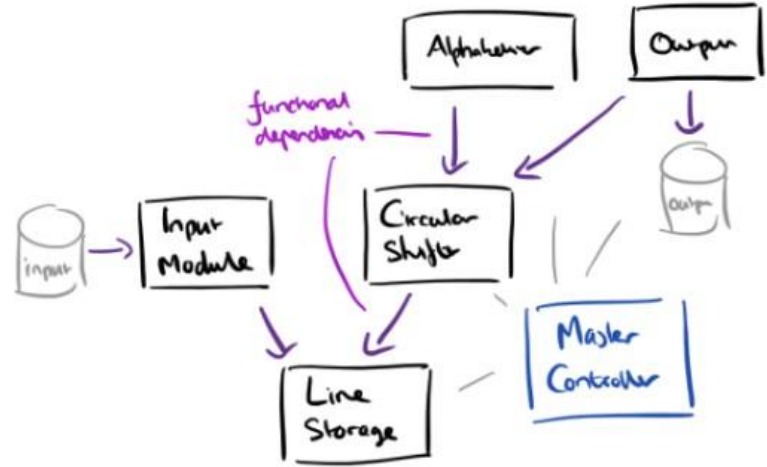 Alphabetizer
Output
functional
dependencies
Input
Module
Circular
Shifter
output
input
Master
Controller
Line
Storage